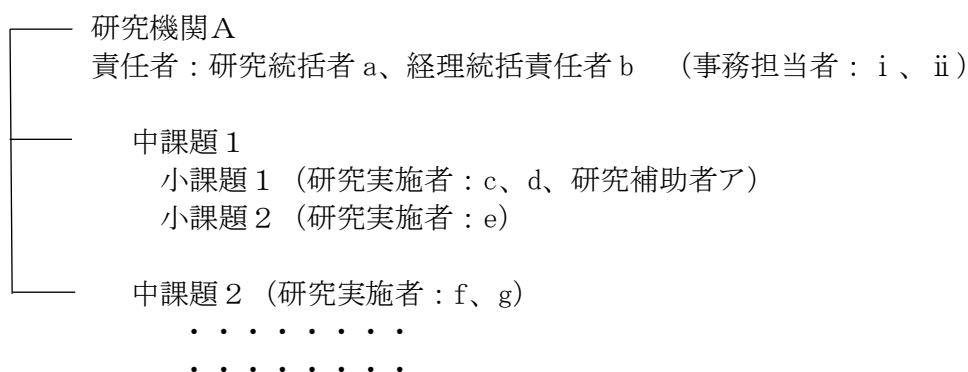 研究機関A
責任者：研究統括者 a、経理統括責任者 b （事務担当者：ⅰ、ⅱ）
中課題１
小課題１（研究実施者：c、d、研究補助者ア）
小課題２（研究実施者：e）
中課題２（研究実施者：f、g）
・・・・・・・・
・・・・・・・・